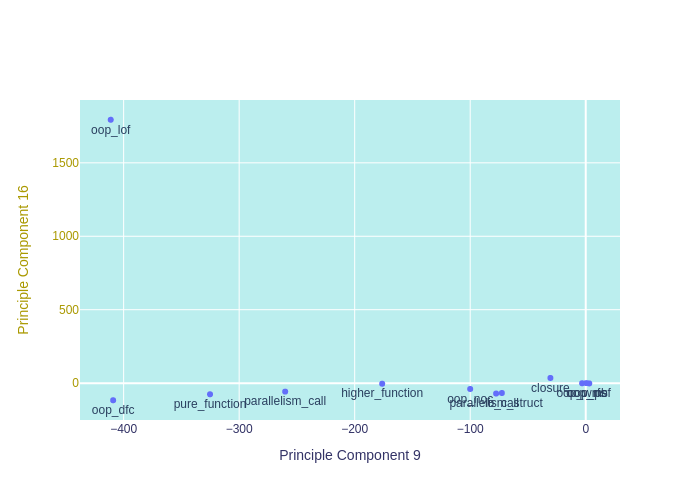 oop_lof
1500
1000
500
0
closure
higher_function
oop_noc
parallelism_call
pure_function
oop_dfc
−400
−300
−200
−100
0
Principle Component 9
Principle Component 16